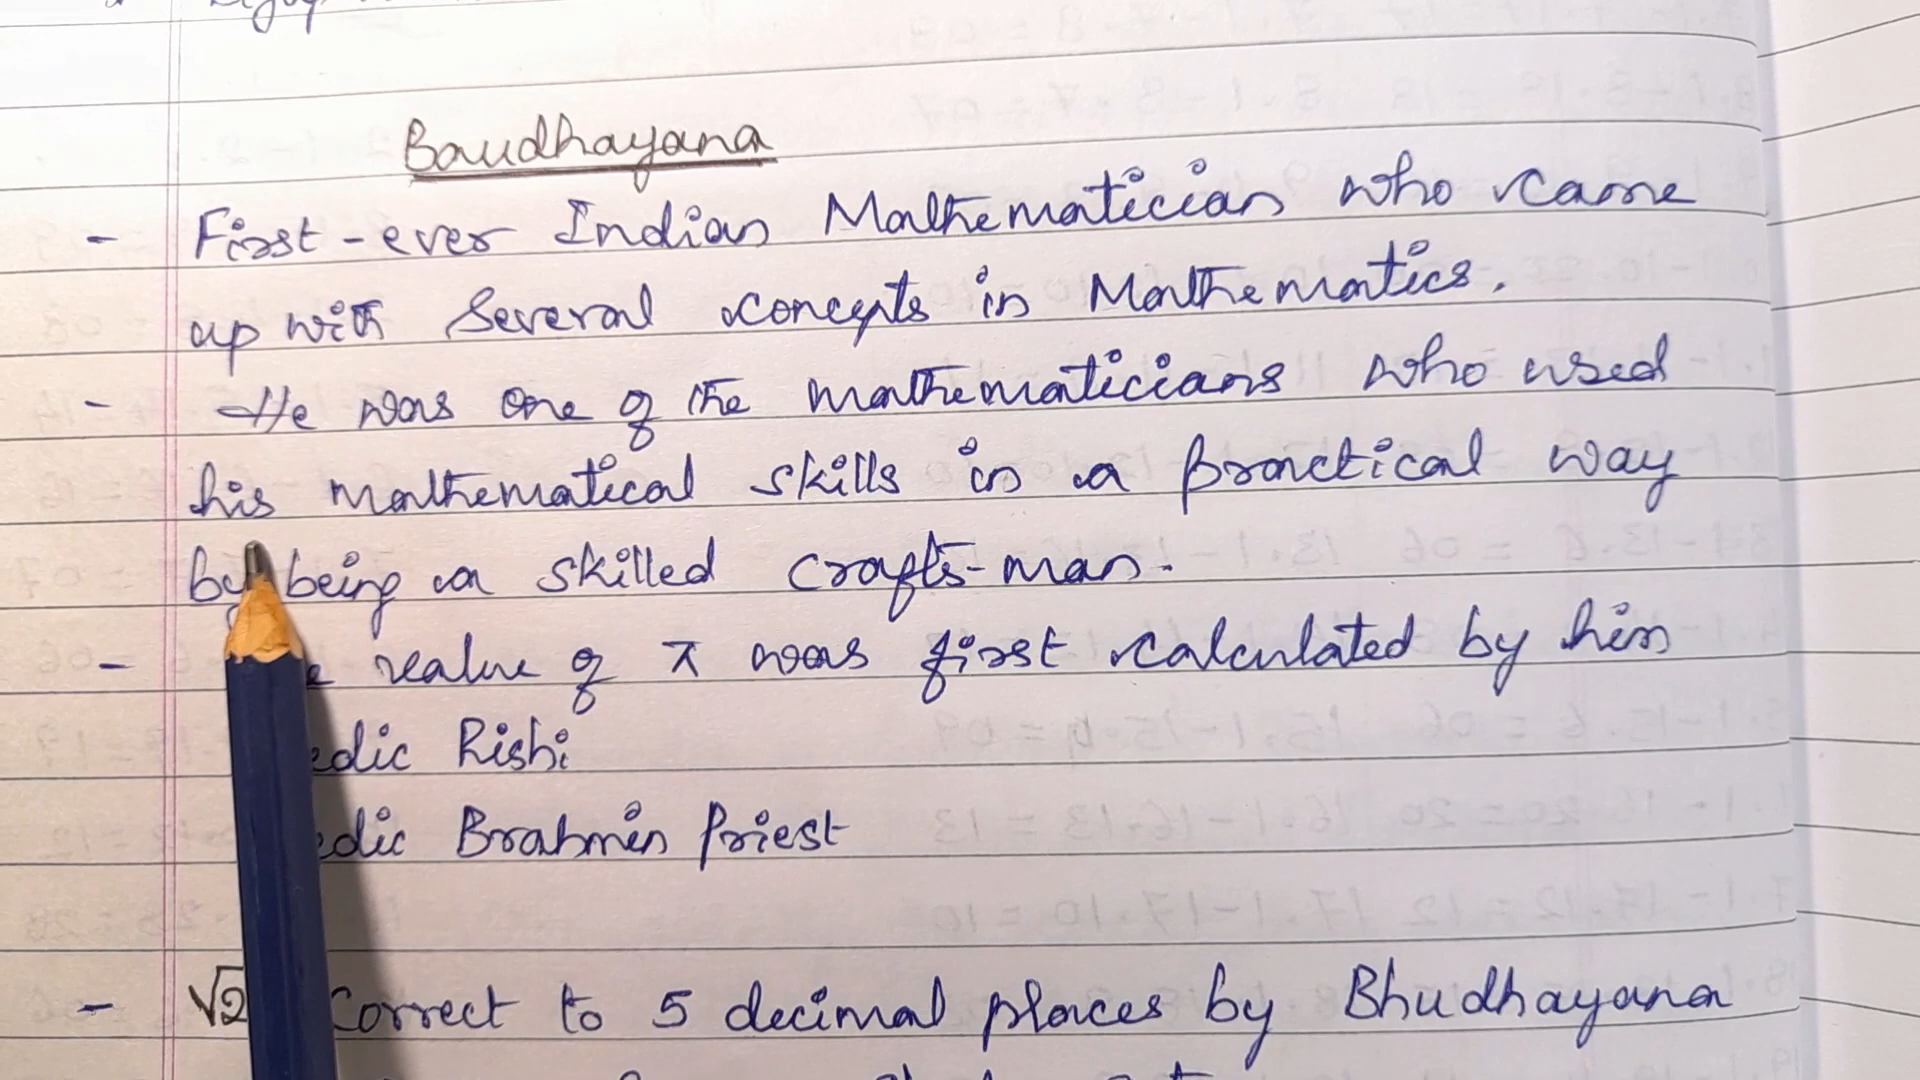 Baudhayana
- First-ever Indian Mathematician who came
up with several concepts in Mathematics.
- He was one of the mathematicians who used
his mathematical skills in a practical way
by being a skilled crafts-man.
- value of π was first calculated by him
Rishi
Brahmin Priest
- √2 Correct to 5 decimal places by Bhudhayana